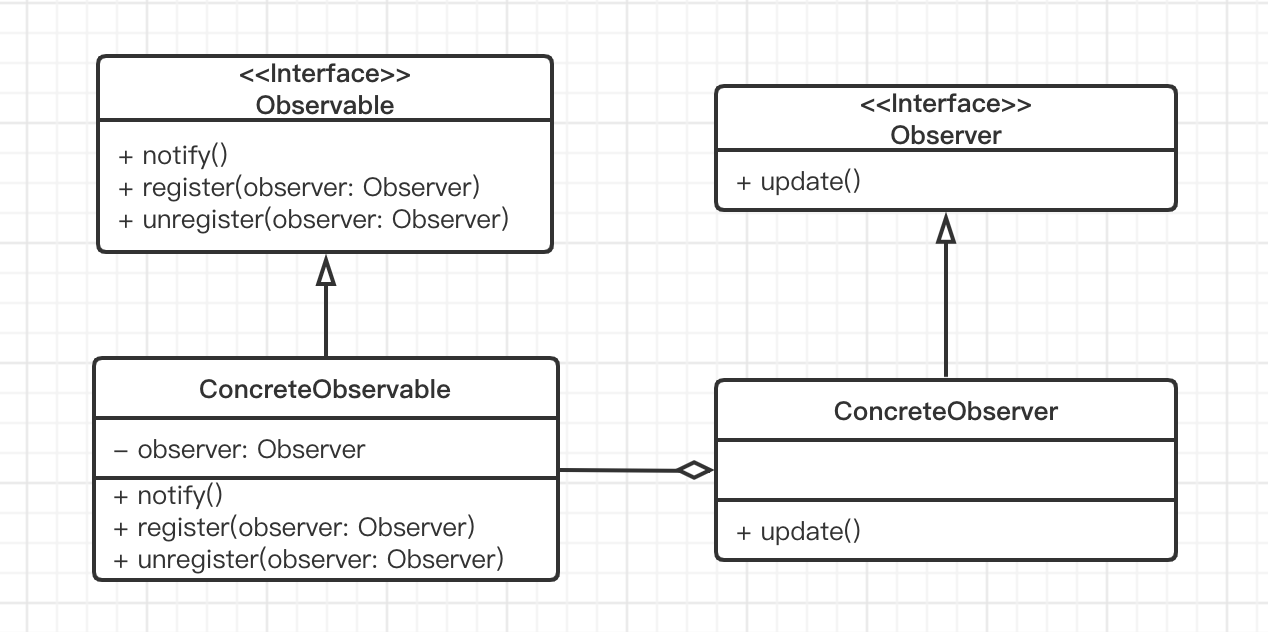 <<Interface>>
Observable
+ notify()
+ register(observer: Observer)
+ unregister(observer: Observer)
<<Interface>>
Observer
+ update()
ConcreteObservable
– observer: Observer
+ notify()
+ register(observer: Observer)
+ unregister(observer: Observer)
ConcreteObserver
+ update()